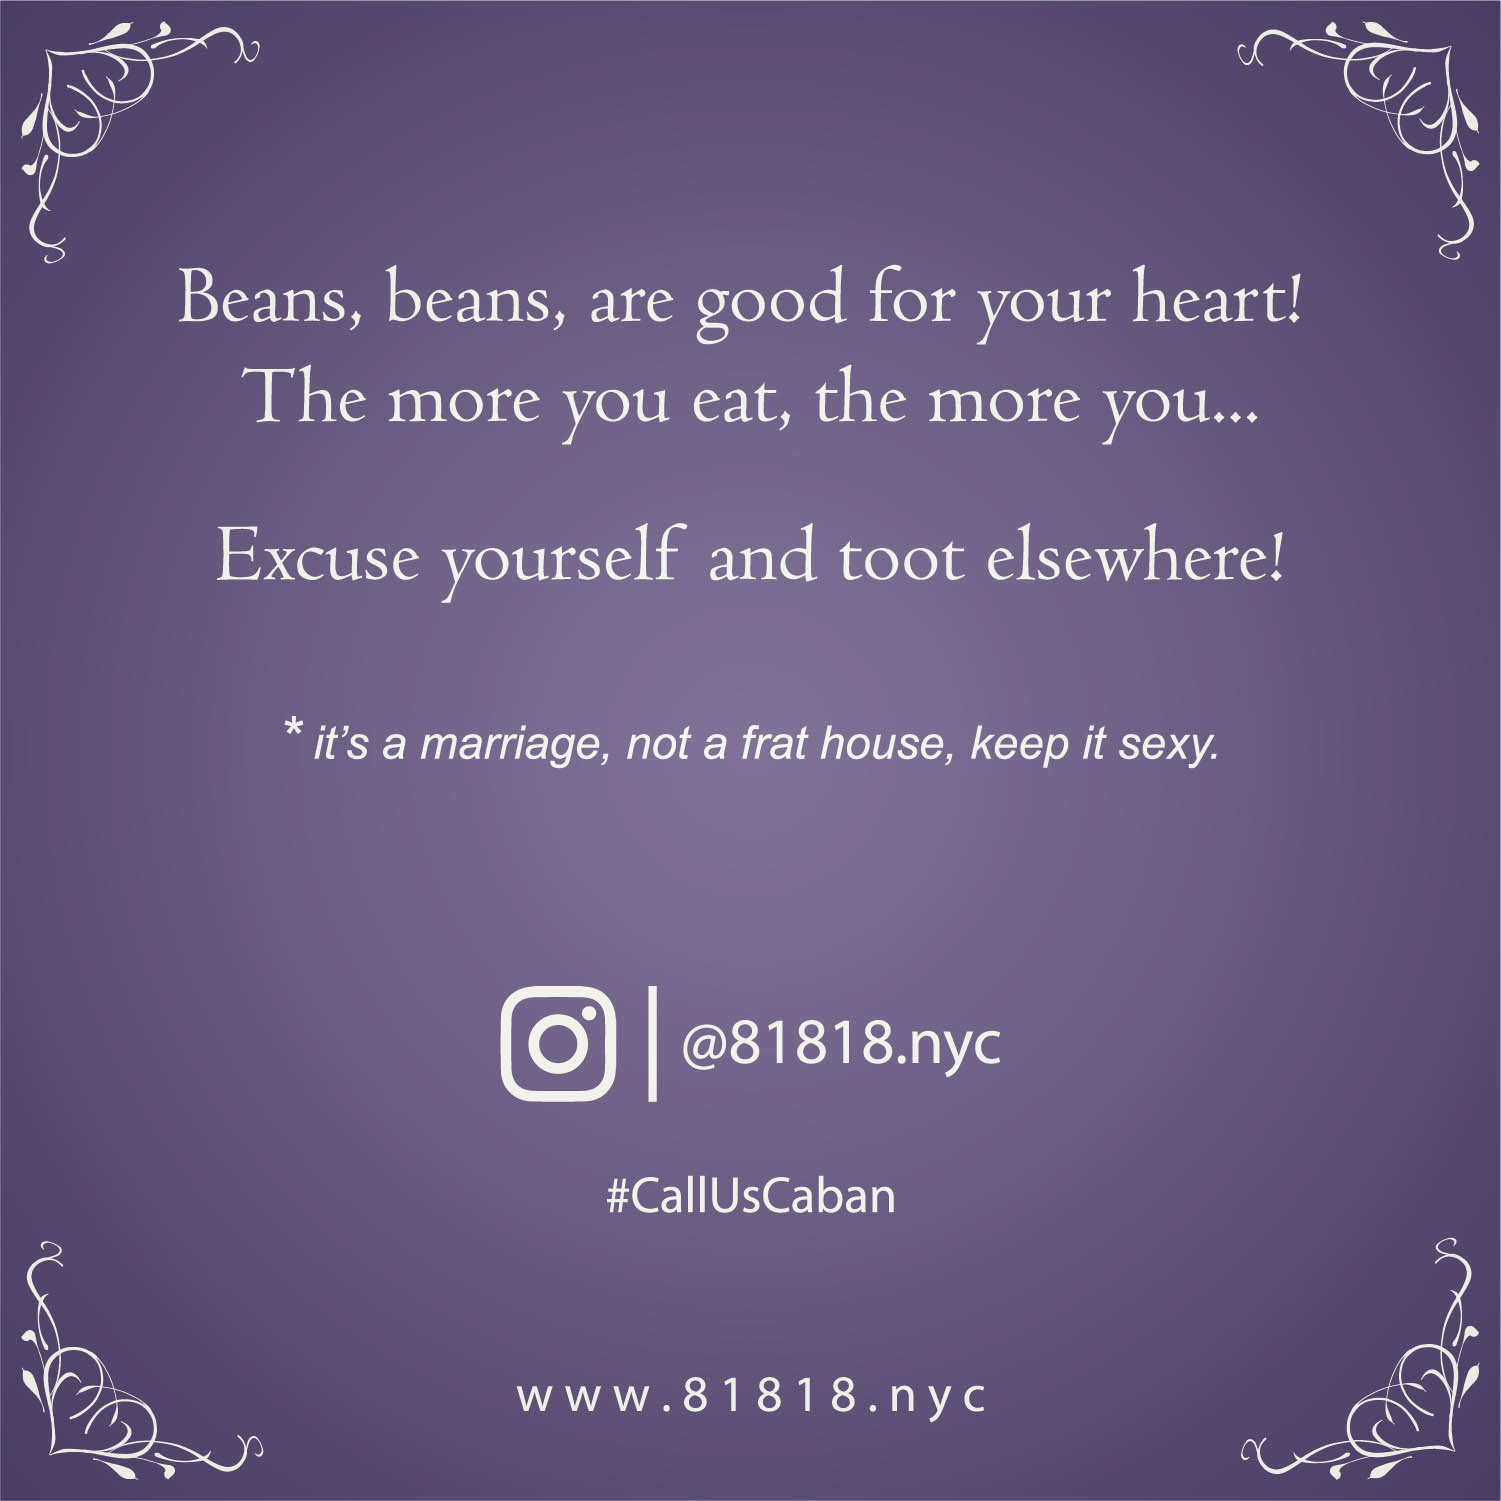 Beans, beans, are good for your heart!
The more you eat, the more you...
Excuse yourself and toot elsewhere!
* it’s a marriage, not a frat house, keep it sexy.
@81818.nyc
#CallUsCaban
www.81818.nyc